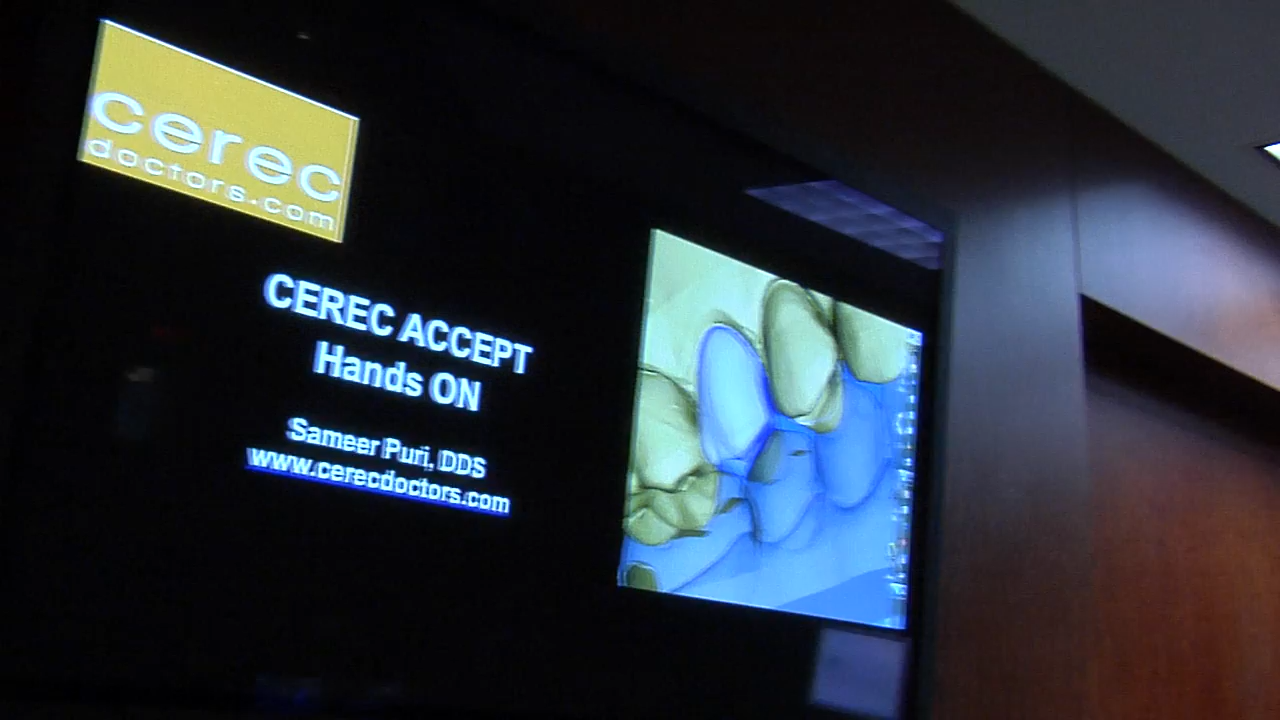 cerec
doctors.com
CEREC ACCEPT
Hands ON
Sameer Puri, DDS
www.cerecdoctors.com